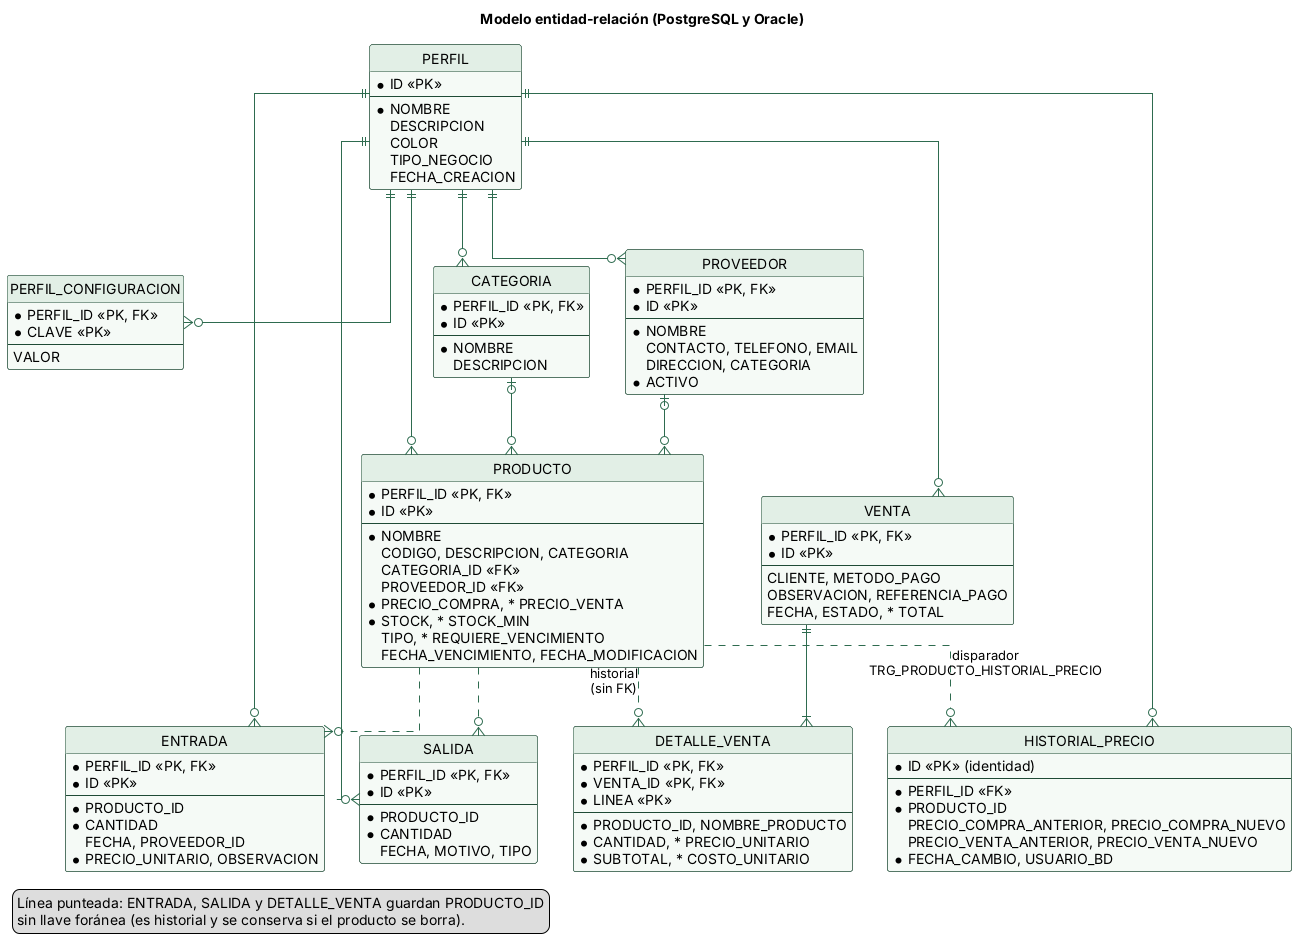 Modelo entidad-relación (PostgreSQL y Oracle)
PERFIL
ID «PK»
NOMBRE
DESCRIPCION
COLOR
TIPO_NEGOCIO
FECHA_CREACION
PERFIL_CONFIGURACION
PERFIL_ID «PK, FK»
CLAVE «PK»
VALOR
CATEGORIA
PERFIL_ID «PK, FK»
ID «PK»
NOMBRE
DESCRIPCION
PROVEEDOR
PERFIL_ID «PK, FK»
ID «PK»
NOMBRE
CONTACTO, TELEFONO, EMAIL
DIRECCION, CATEGORIA
ACTIVO
PRODUCTO
PERFIL_ID «PK, FK»
ID «PK»
NOMBRE
CODIGO, DESCRIPCION, CATEGORIA
CATEGORIA_ID «FK»
PROVEEDOR_ID «FK»
PRECIO_COMPRA, * PRECIO_VENTA
STOCK, * STOCK_MIN
TIPO, * REQUIERE_VENCIMIENTO
FECHA_VENCIMIENTO, FECHA_MODIFICACION
VENTA
PERFIL_ID «PK, FK»
ID «PK»
CLIENTE, METODO_PAGO
OBSERVACION, REFERENCIA_PAGO
FECHA, ESTADO, * TOTAL
historial
(sin FK)
disparador
TRG_PRODUCTO_HISTORIAL_PRECIO
ENTRADA
PERFIL_ID «PK, FK»
ID «PK»
PRODUCTO_ID
CANTIDAD
FECHA, PROVEEDOR_ID
PRECIO_UNITARIO, OBSERVACION
SALIDA
PERFIL_ID «PK, FK»
ID «PK»
PRODUCTO_ID
CANTIDAD
FECHA, MOTIVO, TIPO
DETALLE_VENTA
PERFIL_ID «PK, FK»
VENTA_ID «PK, FK»
LINEA «PK»
PRODUCTO_ID, NOMBRE_PRODUCTO
CANTIDAD, * PRECIO_UNITARIO
SUBTOTAL, * COSTO_UNITARIO
HISTORIAL_PRECIO
ID «PK» (identidad)
PERFIL_ID «FK»
PRODUCTO_ID
PRECIO_COMPRA_ANTERIOR, PRECIO_COMPRA_NUEVO
PRECIO_VENTA_ANTERIOR, PRECIO_VENTA_NUEVO
FECHA_CAMBIO, USUARIO_BD
Línea punteada: ENTRADA, SALIDA y DETALLE_VENTA guardan PRODUCTO_ID
sin llave foránea (es historial y se conserva si el producto se borra).